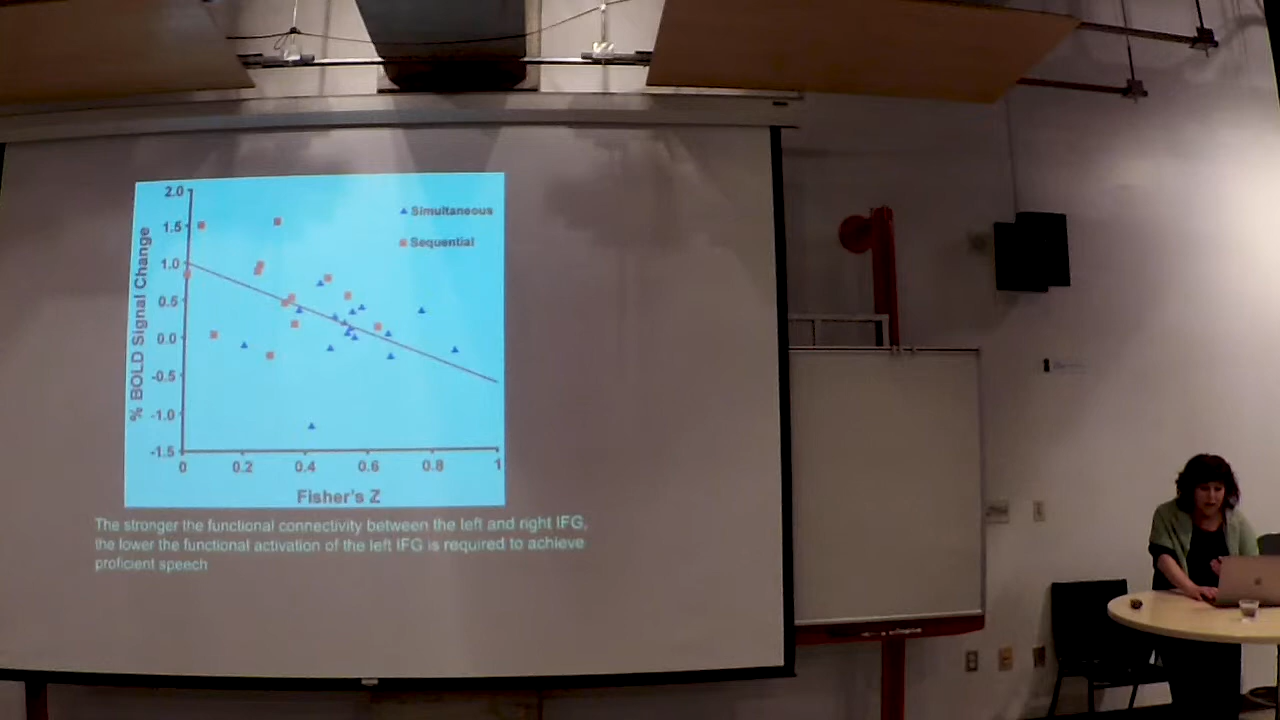 2.0
Simultaneous
1.5
Sequential
1.0
0.5
0.0
-0.5
-1.0
-1.5
% BOLD Signal Change
0 0.2 0.4 0.6 0.8 1
Fisher's Z
The stronger the functional connectivity between the left and right IFG,
the lower the functional activation of the left IFG is required to achieve
proficient speech